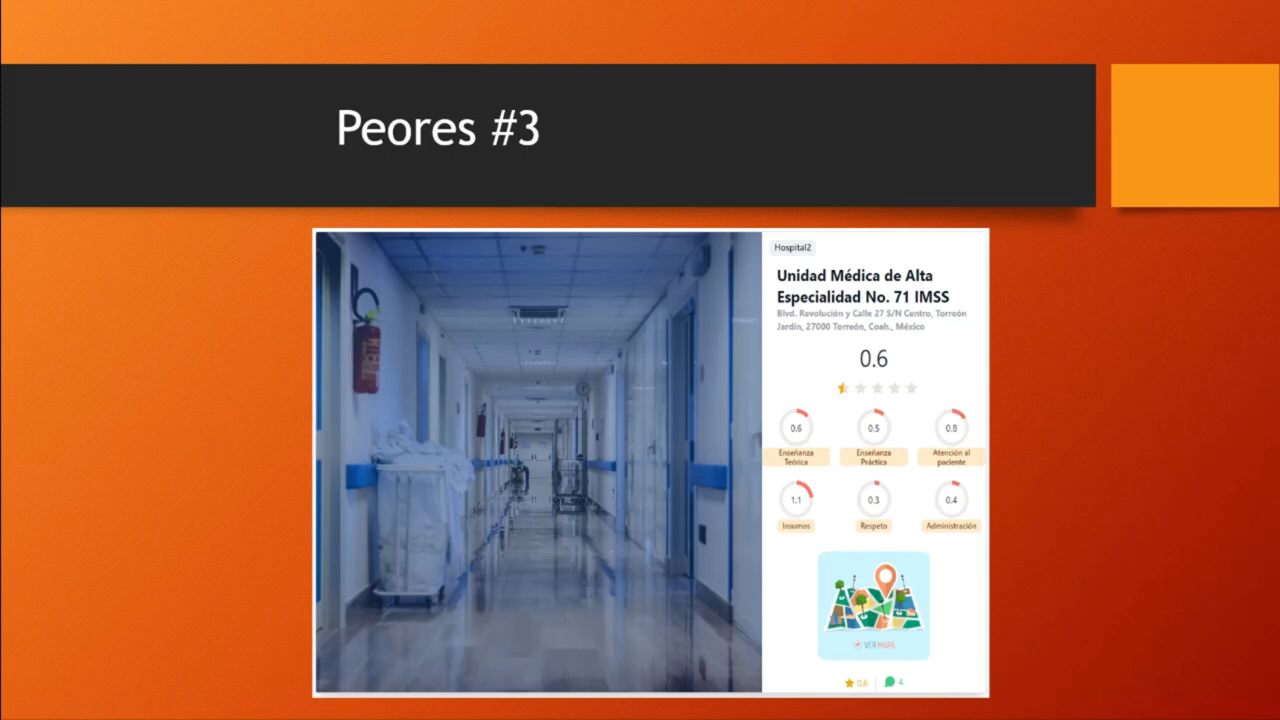 Peores #3
Hospital2
Unidad Médica de Alta
Especialidad No. 71 IMSS
Blvd. Revolución y Calle 27 S/N Centro, Torreón
Jardín, 27000 Torreón, Coah., México
0.6
0.6
0.5
0.8
Enseñanza
Teórica
Enseñanza
Práctica
Atención al
paciente
1.1
0.3
0.4
Insumos
Respeto
Administración
VER MAPA
0.6
4